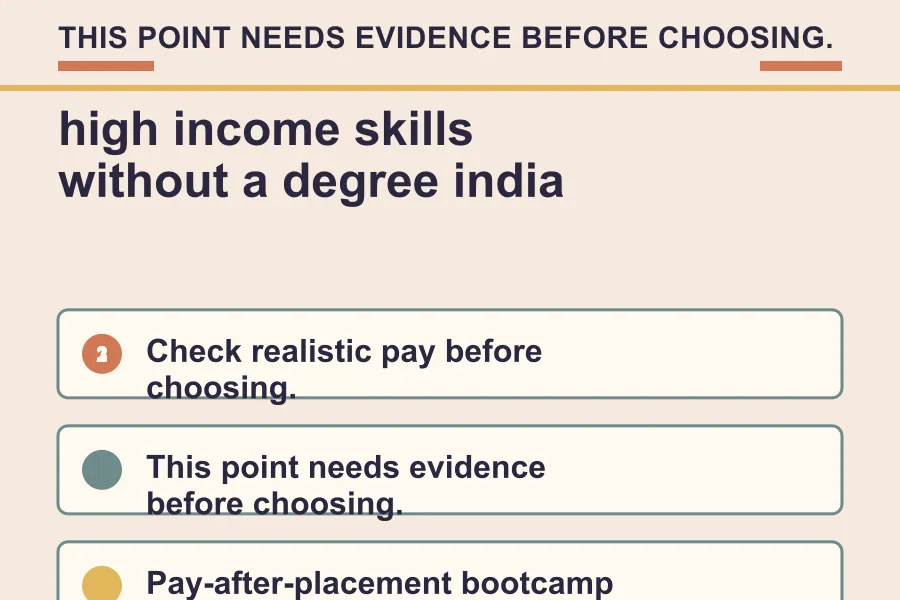 THIS POINT NEEDS EVIDENCE BEFORE CHOOSING.
high income skills
without a degree india
Check realistic pay before
choosing.
This point needs evidence
before choosing.
Pay-after-placement bootcamp